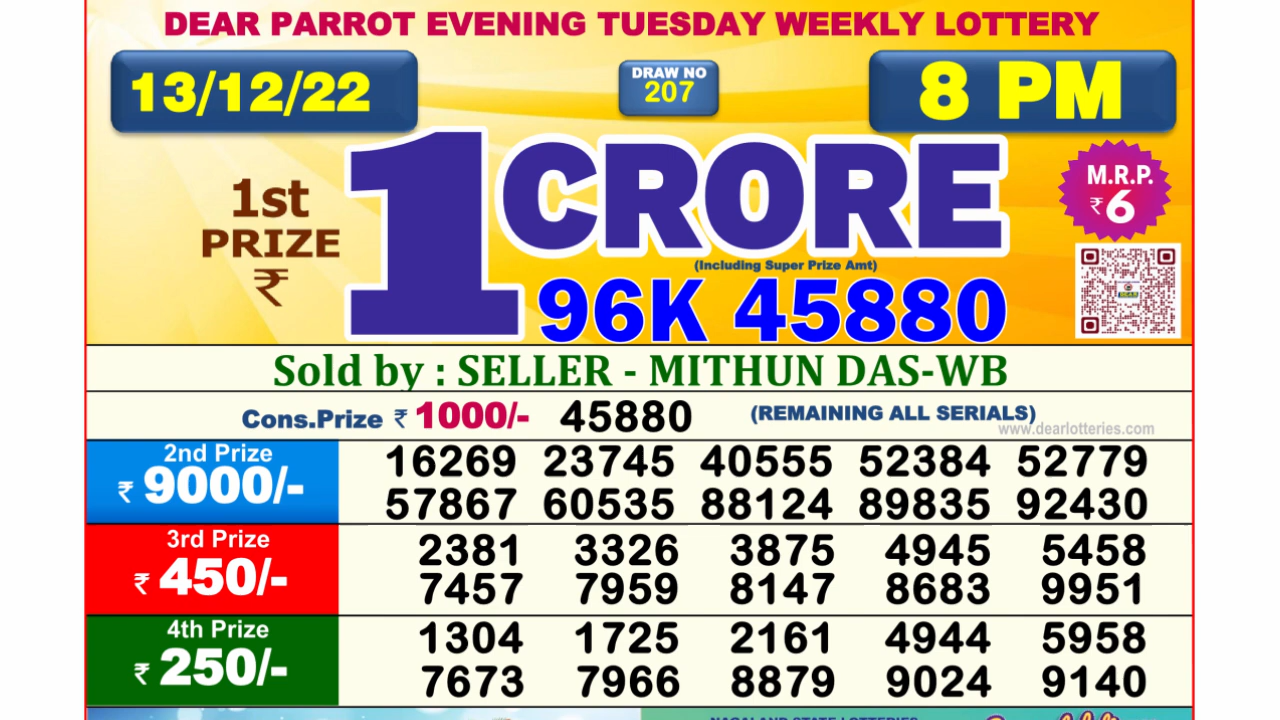 DEAR PARROT EVENING TUESDAY WEEKLY LOTTERY
13/12/22
DRAW NO
207
8 PM
1st
PRIZE
₹
1 CRORE
(Including Super Prize Amt)
M.R.P.
₹6
96K 45880
Sold by : SELLER - MITHUN DAS-WB
Cons.Prize ₹ 1000/- 45880 (REMAINING ALL SERIALS)
www.dearlotteries.com
2nd Prize
₹ 9000/-
16269 23745 40555 52384 52779
57867 60535 88124 89835 92430
3rd Prize
₹ 450/-
2381 3326 3875 4945 5458
7457 7959 8147 8683 9951
4th Prize
₹ 250/-
1304 1725 2161 4944 5958
7673 7966 8879 9024 9140
NAGALAND STATE LOTTERIES